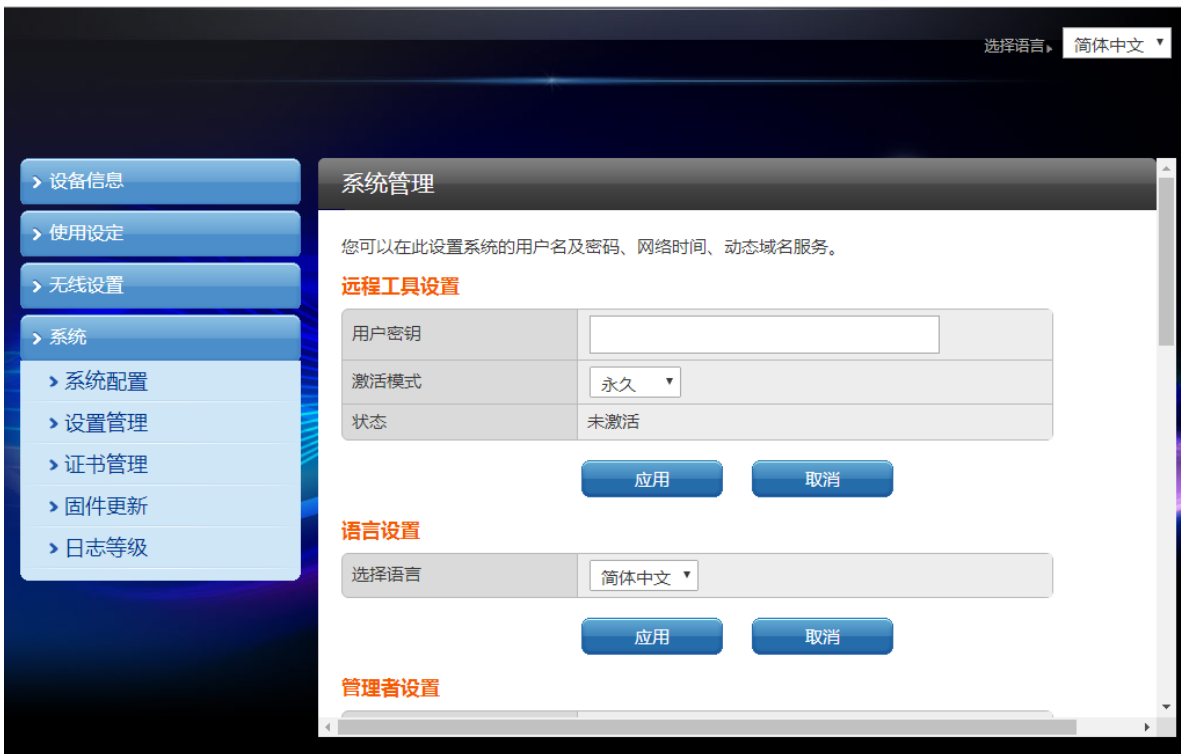 选择语言 简体中文
设备信息
使用设定
无线设置
系统
系统配置
设置管理
证书管理
固件更新
日志等级
系统管理
您可以在此设置系统的用户名及密码、网络时间、动态域名服务。
远程工具设置
用户密钥
激活模式 永久
状态 未激活
应用 取消
语言设置
选择语言 简体中文
应用 取消
管理者设置